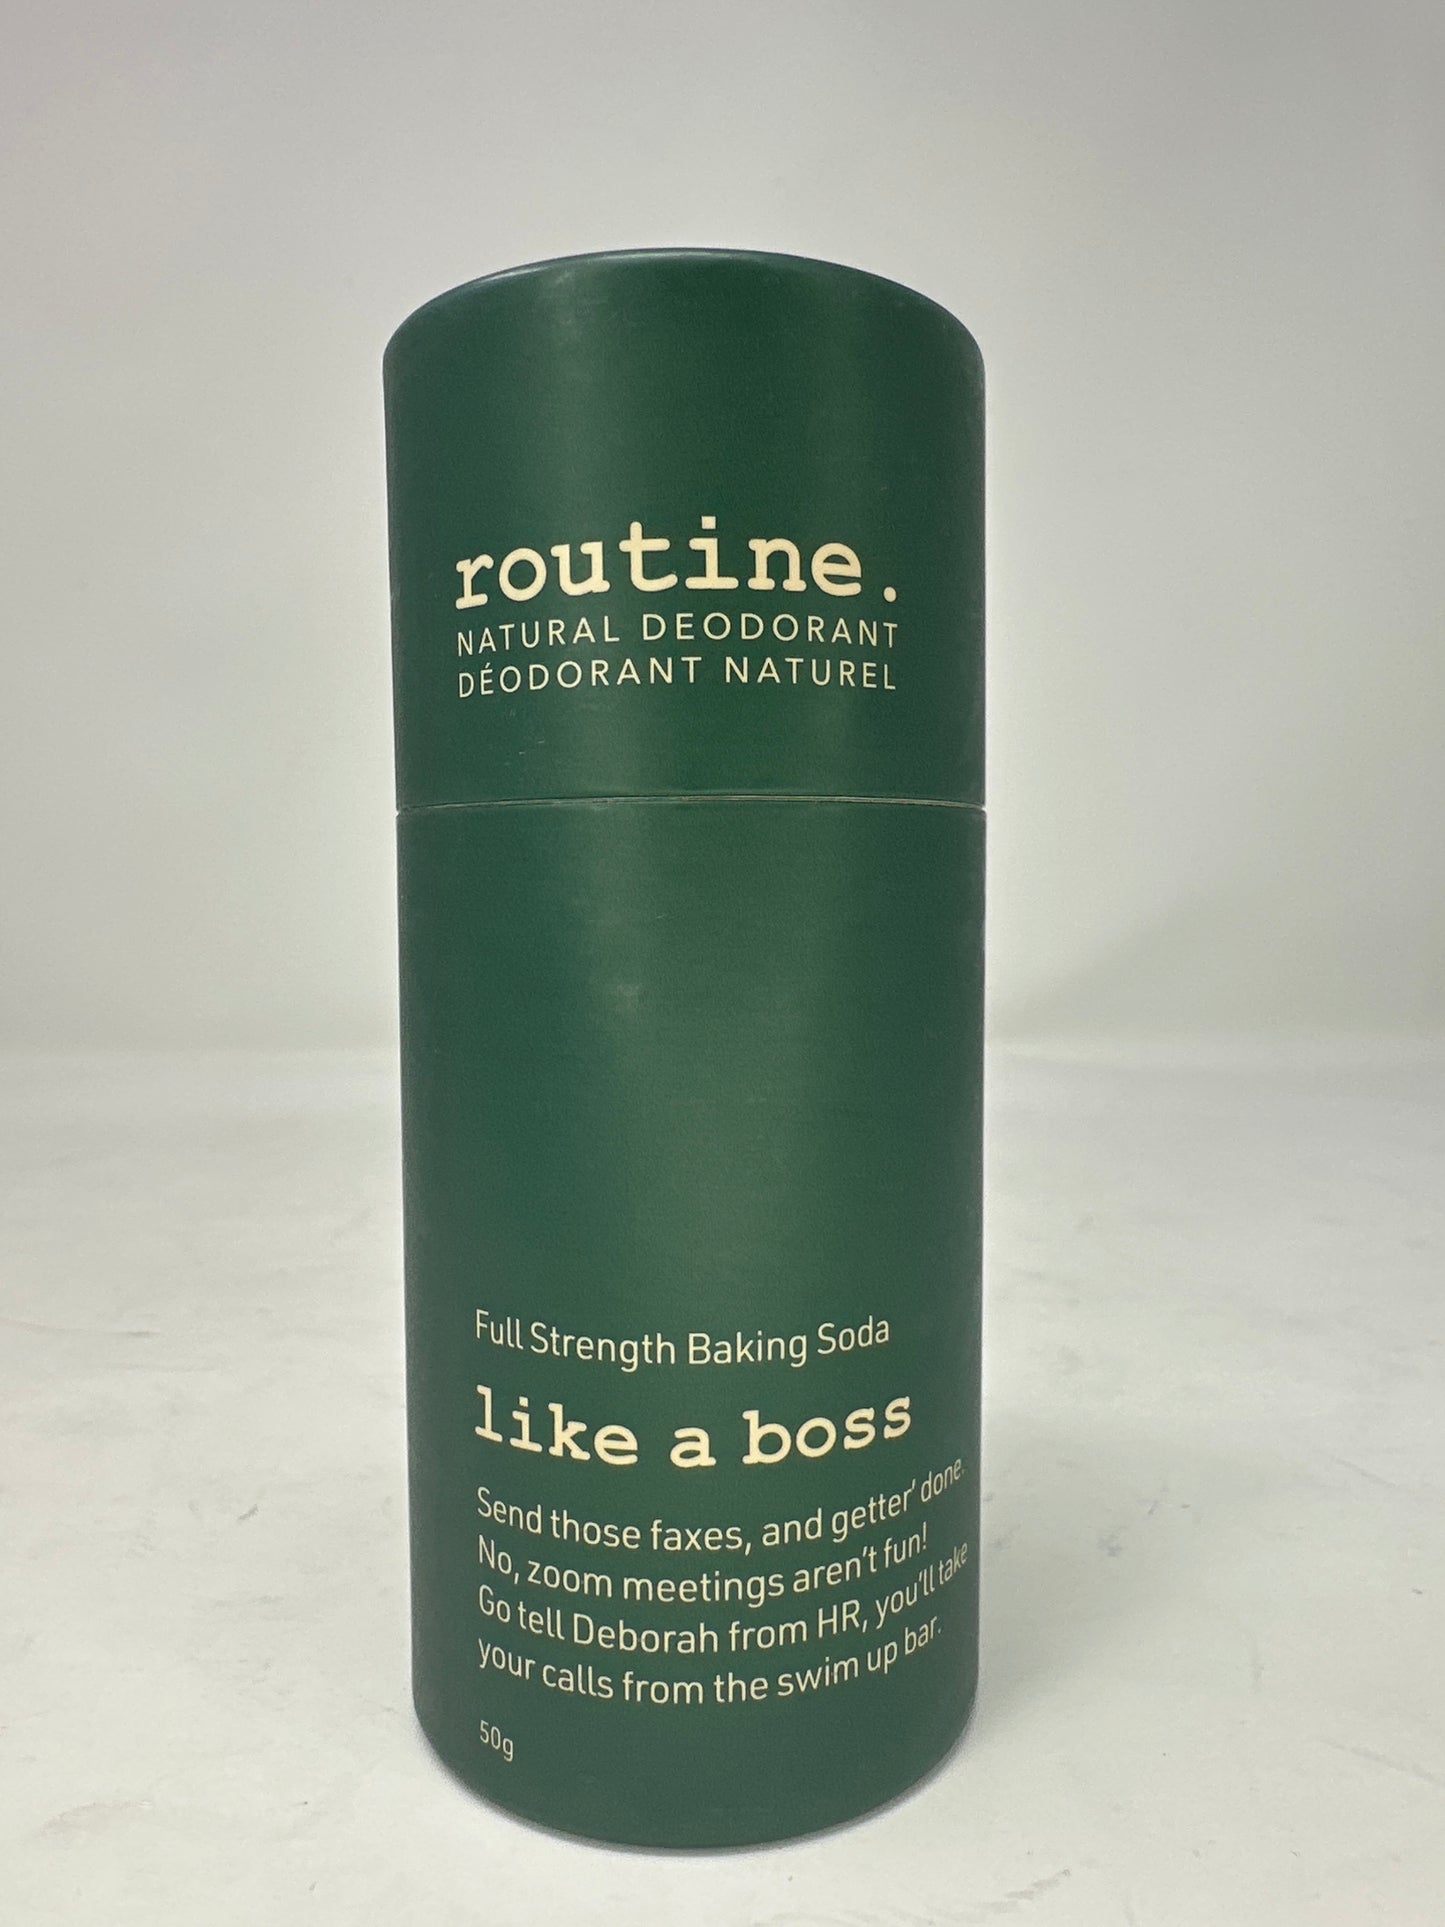 routine.
NATURAL DEODORANT
DÉODORANT NATUREL
Full Strength Baking Soda
like a boss
Send those faxes, and getter' done.
No, zoom meetings aren't fun!
Go tell Deborah from HR, you'll take
your calls from the swim up bar.
50g